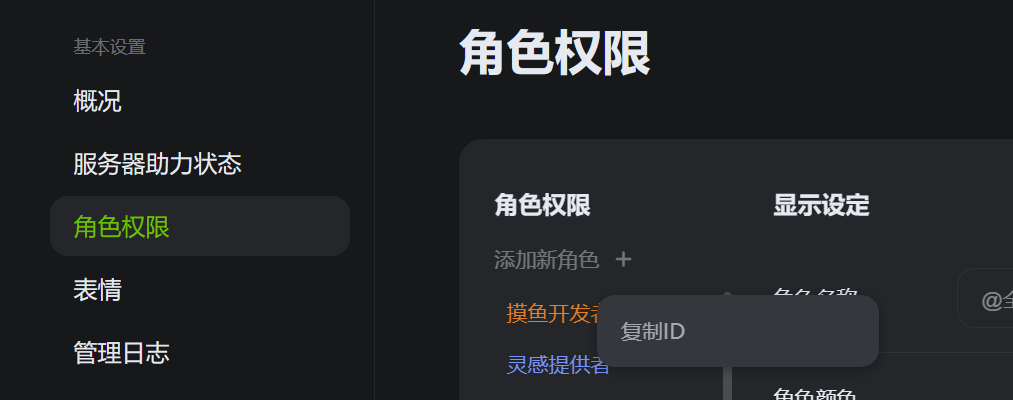 基本设置
概况
服务器助力状态
角色权限
表情
管理日志
角色权限
角色权限
添加新角色 +
摸鱼开发者
灵感提供者
复制ID
显示设定
角色名称
@全
角色颜色